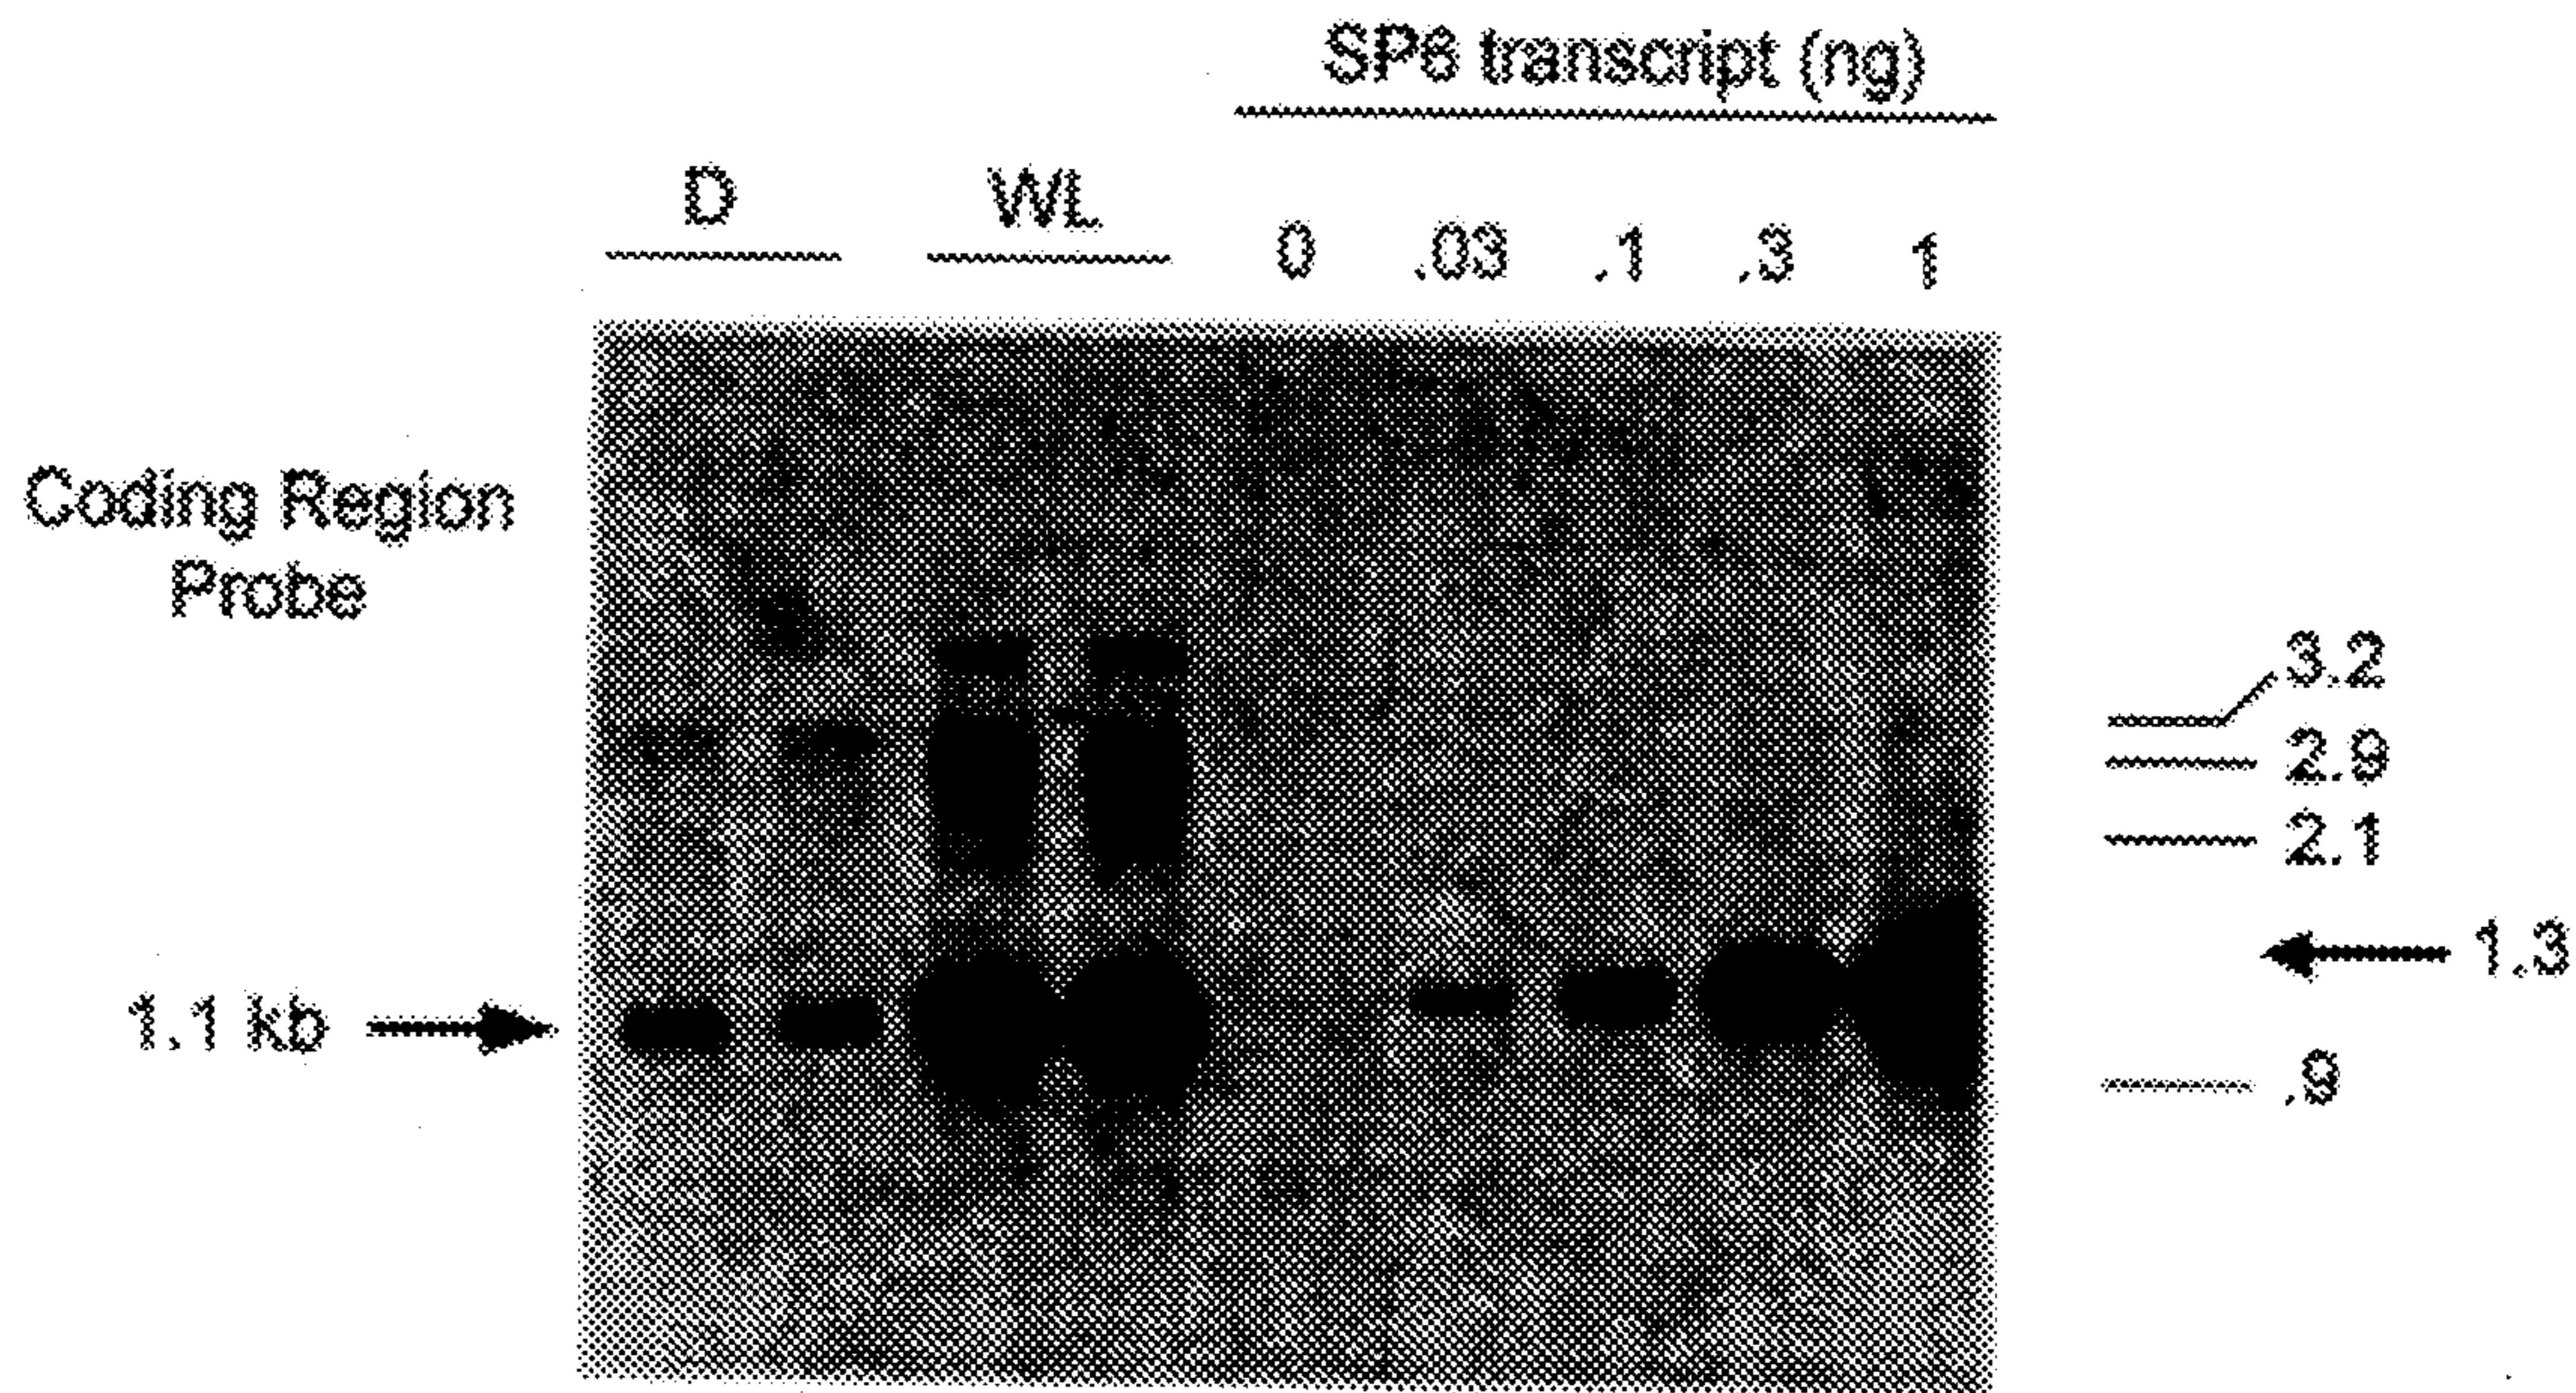 SP6 transcript (ng)
D WL 0 .03 .1 .3 1
Coding Region
Probe
3.2
2.9
2.1
1.3
1.1 kb
.9